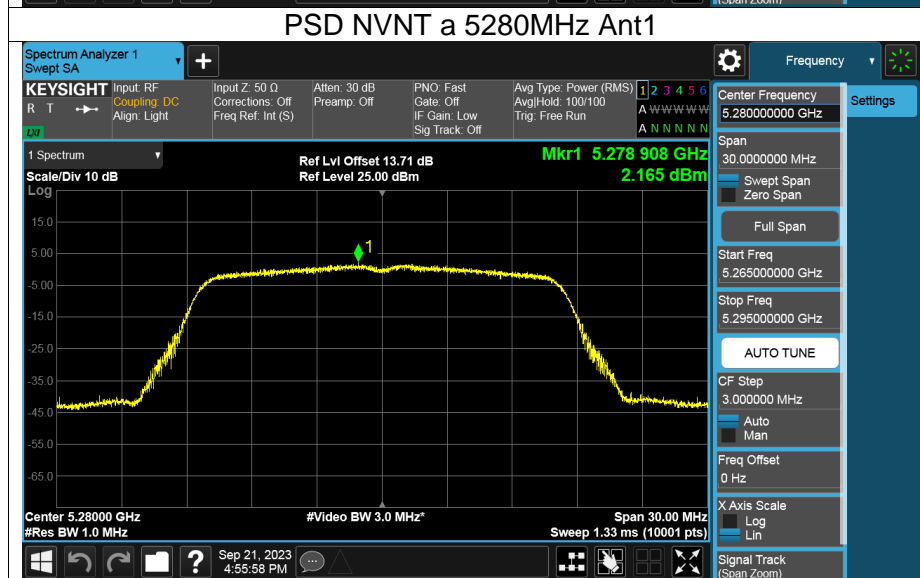 (Span Zoom)
PSD NVNT a 5280MHz Ant1
Spectrum Analyzer 1
Swept SA
+
Frequency
KEYSIGHT
R T
LXI
Input: RF
Coupling: DC
Align: Light
Input Z: 50 Ω
Corrections: Off
Freq Ref: Int (S)
Atten: 30 dB
Preamp: Off
PNO: Fast
Gate: Off
IF Gain: Low
Sig Track: Off
Avg Type: Power (RMS)
Avg|Hold: 100/100
Trig: Free Run
1 2 3 4 5 6
A W W W W W
A N N N N N
1 Spectrum
Scale/Div 10 dB
Log
Ref Lvl Offset 13.71 dB
Ref Level 25.00 dBm
Mkr1 5.278 908 GHz
2.165 dBm
15.0
5.00
-5.00
-15.0
-25.0
-35.0
-45.0
-55.0
-65.0
1
Center 5.28000 GHz
#Res BW 1.0 MHz
#Video BW 3.0 MHz*
Span 30.00 MHz
Sweep 1.33 ms (10001 pts)
Center Frequency
5.280000000 GHz
Settings
Span
30.0000000 MHz
Swept Span
Zero Span
Full Span
Start Freq
5.265000000 GHz
Stop Freq
5.295000000 GHz
AUTO TUNE
CF Step
3.000000 MHz
Auto
Man
Freq Offset
0 Hz
X Axis Scale
Log
Lin
Signal Track
(Span Zoom)
?
Sep 21, 2023
4:55:58 PM